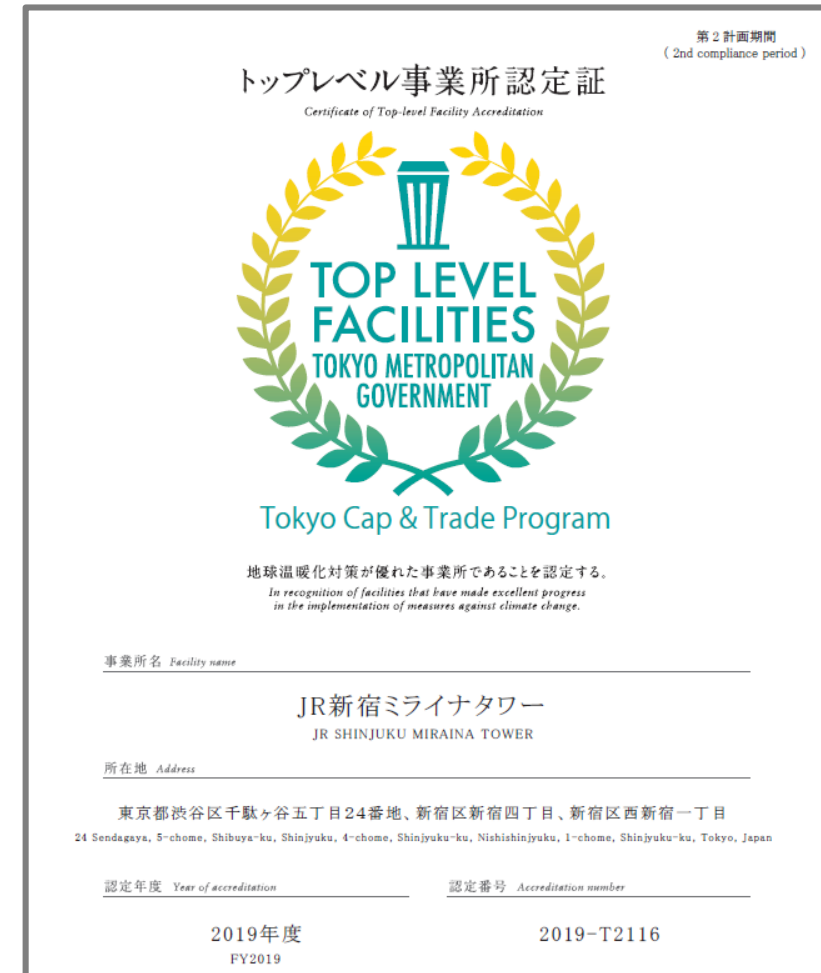 第2計画期間
( 2nd compliance period )
トップレベル事業所認定証
Certificate of Top-level Facility Accreditation
TOP LEVEL
FACILITIES
TOKYO METROPOLITAN
GOVERNMENT
Tokyo Cap & Trade Program
地球温暖化対策が優れた事業所であることを認定する。
In recognition of facilities that have made excellent progress
in the implementation of measures against climate change.
事業所名 Facility name
JR新宿ミライナタワー
JR SHINJUKU MIRAINA TOWER
所在地 Address
東京都渋谷区千駄ヶ谷五丁目24番地、新宿区新宿四丁目、新宿区西新宿一丁目
24 Sendagaya, 5-chome, Shibuya-ku, Shinjyuku, 4-chome, Shinjyuku-ku, Nishishinjyuku, 1-chome, Shinjyuku-ku, Tokyo, Japan
認定年度 Year of accreditation
認定番号 Accreditation number
2019年度
2019-T2116
FY2019